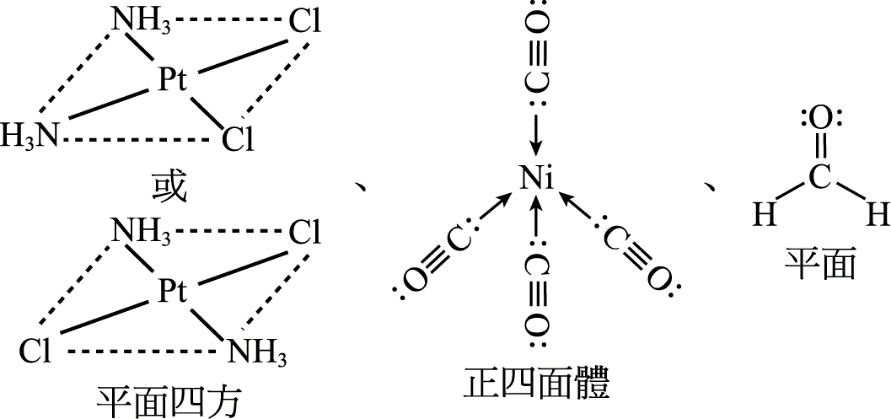 NH3 Cl
Pt
H3N Cl
或
NH3 Cl
Pt
Cl NH3
平面四方
、
:O≡C:
Ni
:O≡C:
:C≡O:
:C≡O:
正四面體
、
:O:
C
H H
平面